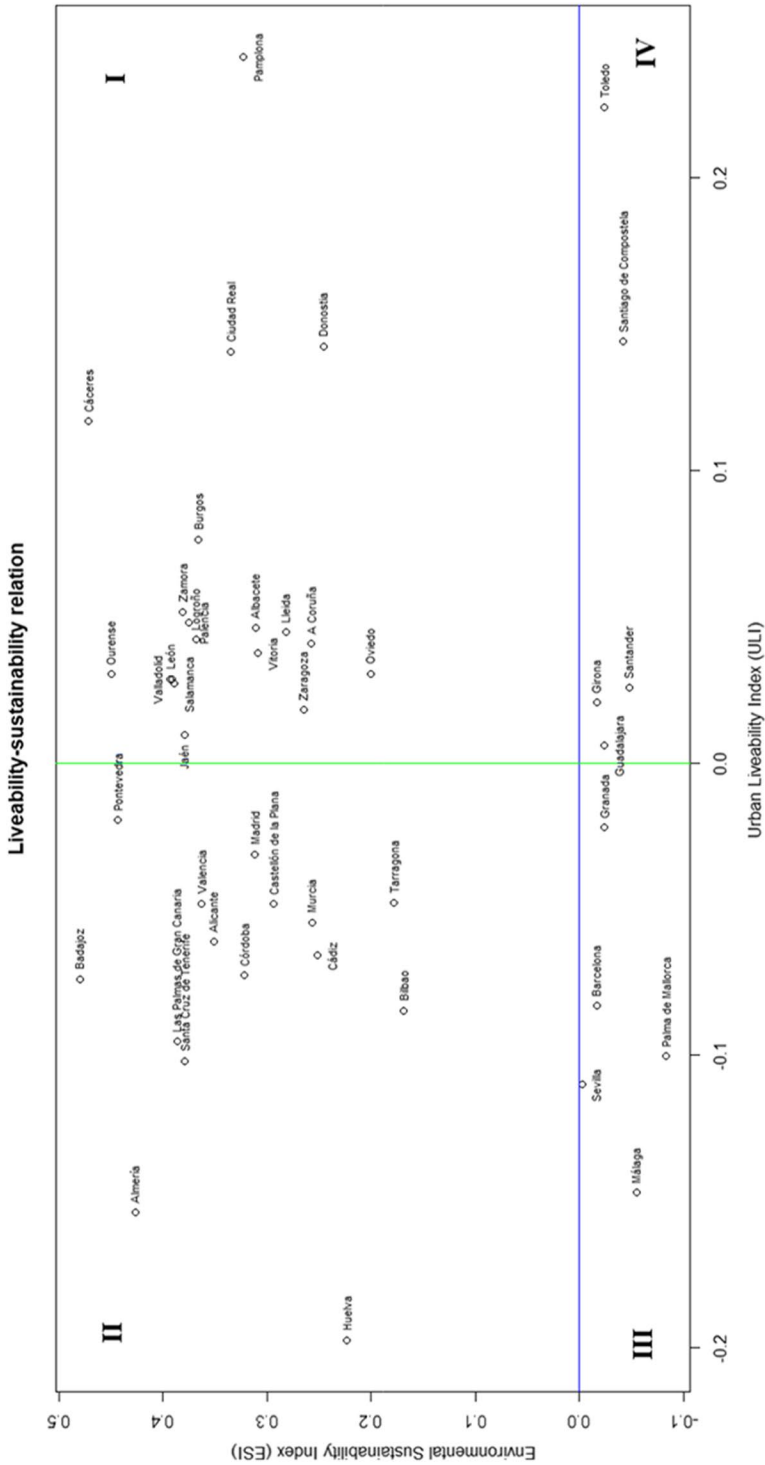 Liveability-sustainability relation
I
II
III
IV
Pamplona
Toledo
Santiago de Compostela
Ciudad Real
Donostia
Cáceres
Burgos
Zamora
Logroño
Palencia
Albacete
Lleida
A Coruña
Vitoria
Zaragoza
Oviedo
Ourense
León
Valladolid
Salamanca
Jaén
Girona
Santander
Guadalajara
Pontevedra
Granada
Madrid
Castellón de la Plana
Valencia
Alicante
Murcia
Tarragona
Cádiz
Córdoba
Badajoz
Bilbao
Barcelona
Las Palmas de Gran Canaria
Santa Cruz de Tenerife
Palma de Mallorca
Sevilla
Málaga
Almería
Huelva
0.5
0.4
0.3
0.2
0.1
0.0
-0.1
Environmental Sustainability Index (ESI)
-0.2
-0.1
0.0
0.1
0.2
Urban Liveability Index (ULI)